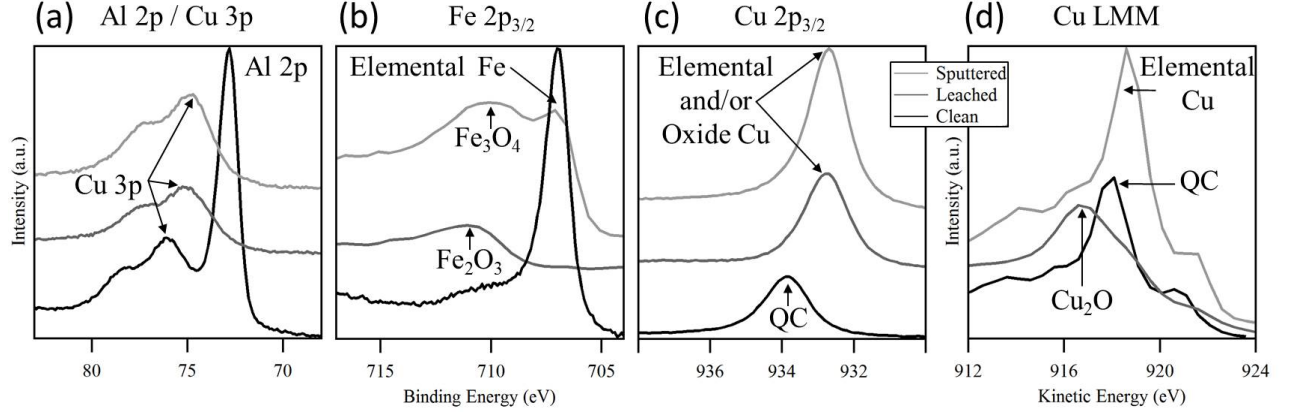 (a) Al 2p / Cu 3p
(b) Fe 2p3/2
(c) Cu 2p3/2
(d) Cu LMM
Intensity (a.u.)
Al 2p
Cu 3p
80 75 70
Elemental Fe
Fe3O4
Fe2O3
715 710 705
Binding Energy (eV)
Elemental
and/or
Oxide Cu
QC
936 934 932
Sputtered
Leached
Clean
Intensity (a.u.)
Elemental
Cu
QC
Cu2O
912 916 920 924
Kinetic Energy (eV)